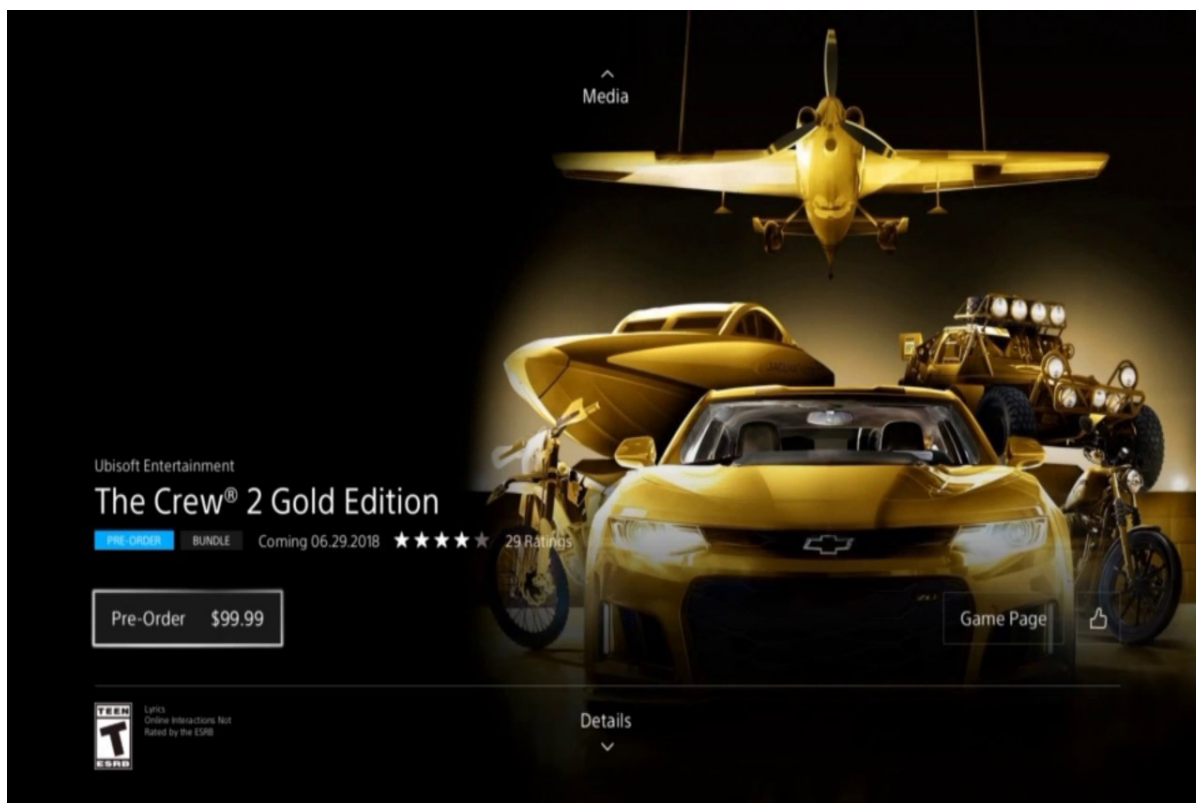 Media
Ubisoft Entertainment
The Crew® 2 Gold Edition
PRE-ORDER BUNDLE Coming 06.29.2018 29 Ratings
Pre-Order $99.99
Game Page
TEEN
T
ESRB
Lyrics
Online Interactions Not
Rated by the ESRB
Details